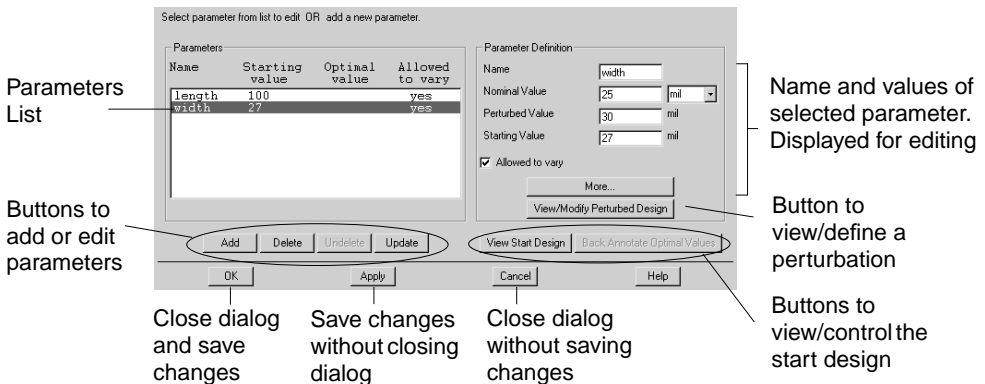 Select parameter from list to edit OR add a new parameter.
Parameters
Name Starting value Optimal value Allowed to vary
length 100 yes
width 27 yes
Parameter Definition
Name width
Nominal Value 25 mil
Perturbed Value 30 mil
Starting Value 27 mil
Allowed to vary
More...
View/Modify Perturbed Design
Add Delete Undelete Update
View Start Design Back Annotate Optimal Values
OK Apply Cancel Help
Parameters
List
Buttons to
add or edit
parameters
Name and values of
selected parameter.
Displayed for editing
Button to
view/define a
perturbation
Buttons to
view/control the
start design
Close dialog
and save
changes
Save changes
without closing
dialog
Close dialog
without saving
changes